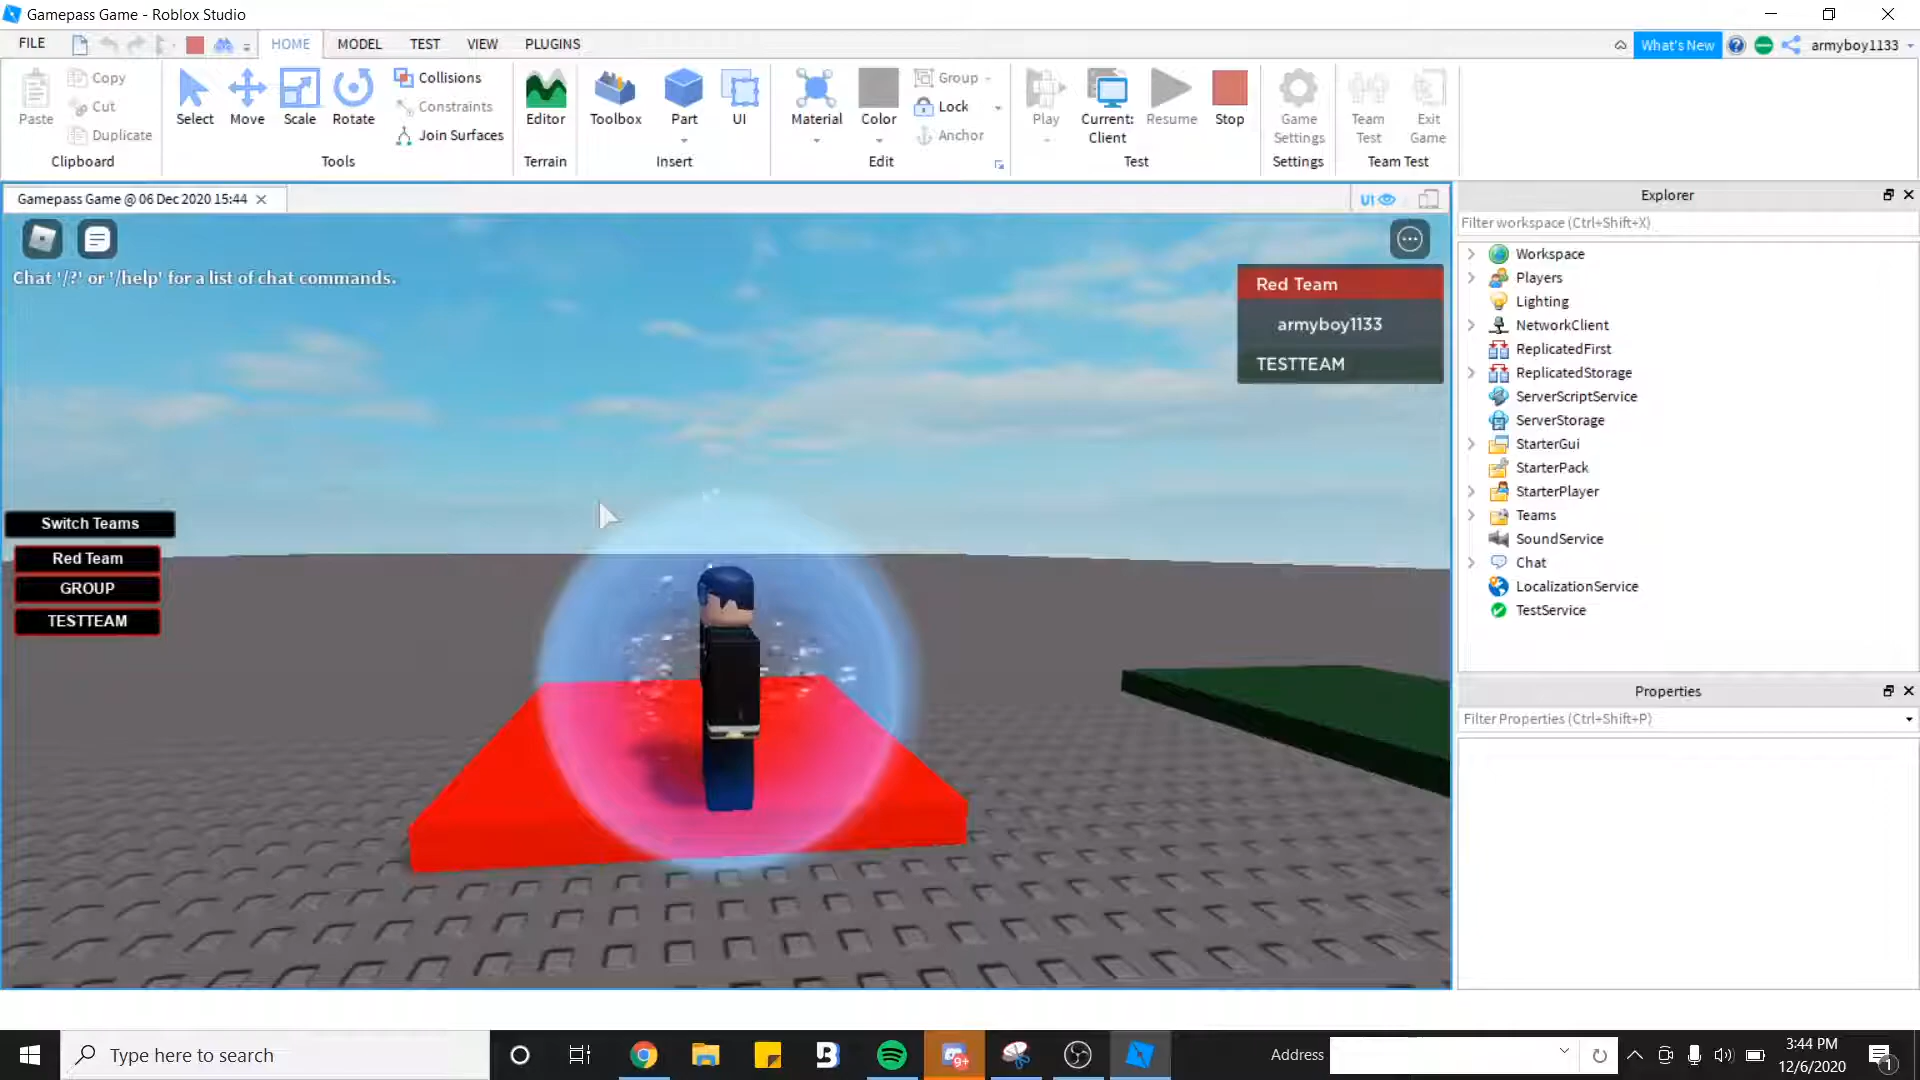 Gamepass Game - Roblox Studio
FILE
HOME
MODEL
TEST
VIEW
PLUGINS
What's New
armyboy1133
Paste
Copy
Cut
Duplicate
Clipboard
Select
Move
Scale
Rotate
Collisions
Constraints
Join Surfaces
Tools
Editor
Terrain
Toolbox
Part
UI
Insert
Material
Color
Group
Lock
Anchor
Edit
Play
Current: Client
Resume
Stop
Test
Game Settings
Settings
Team Test
Exit Game
Team Test
Gamepass Game @ 06 Dec 2020 15:44
UI
Chat '/?' or '/help' for a list of chat commands.
Red Team
armyboy1133
TESTTEAM
Switch Teams
Red Team
GROUP
TESTTEAM
Explorer
Filter workspace (Ctrl+Shift+X)
Workspace
Players
Lighting
NetworkClient
ReplicatedFirst
ReplicatedStorage
ServerScriptService
ServerStorage
StarterGui
StarterPack
StarterPlayer
Teams
SoundService
Chat
LocalizationService
TestService
Properties
Filter Properties (Ctrl+Shift+P)
Type here to search
9+
Address
3:44 PM
12/6/2020
1